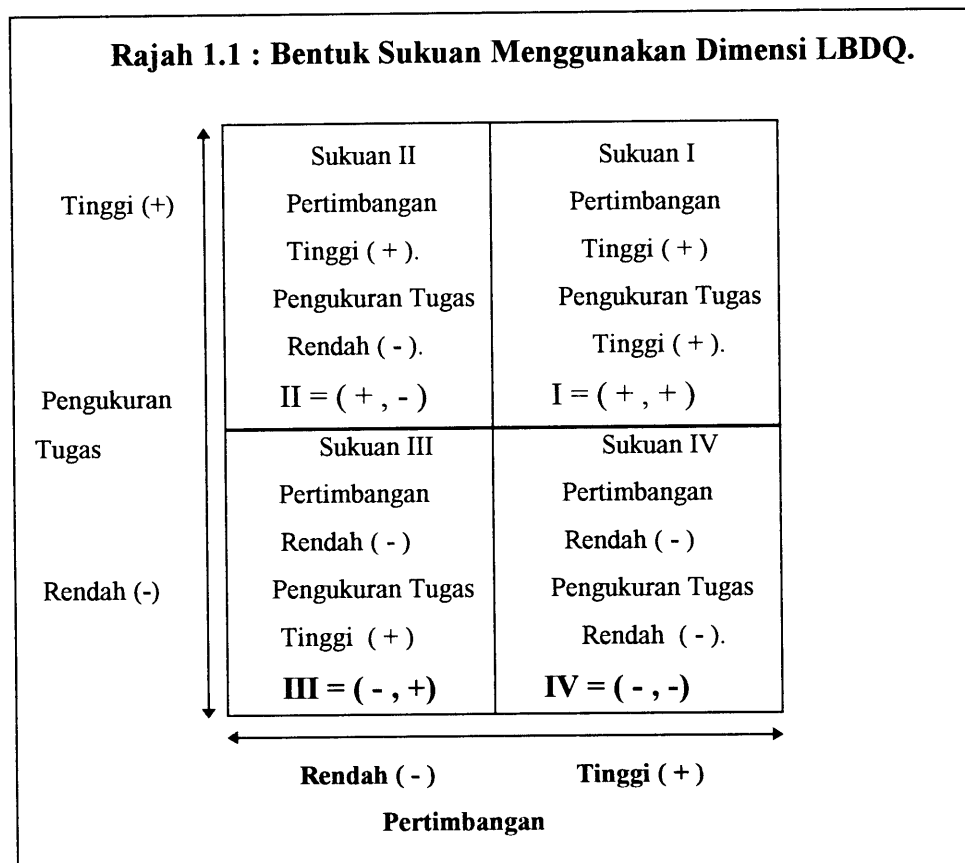 Rajah 1.1 : Bentuk Sukuan Menggunakan Dimensi LBDQ.
Tinggi (+)
Pengukuran
Tugas
Rendah (-)
Sukuan II
Pertimbangan
Tinggi ( + ).
Pengukuran Tugas
Rendah ( - ).
II = ( + , - )
Sukuan I
Pertimbangan
Tinggi ( + )
Pengukuran Tugas
Tinggi ( + ).
I = ( + , + )
Sukuan III
Pertimbangan
Rendah ( - )
Pengukuran Tugas
Tinggi ( + )
III = ( - , +)
Sukuan IV
Pertimbangan
Rendah ( - )
Pengukuran Tugas
Rendah ( - ).
IV = ( - , -)
Rendah ( - )
Tinggi ( + )
Pertimbangan